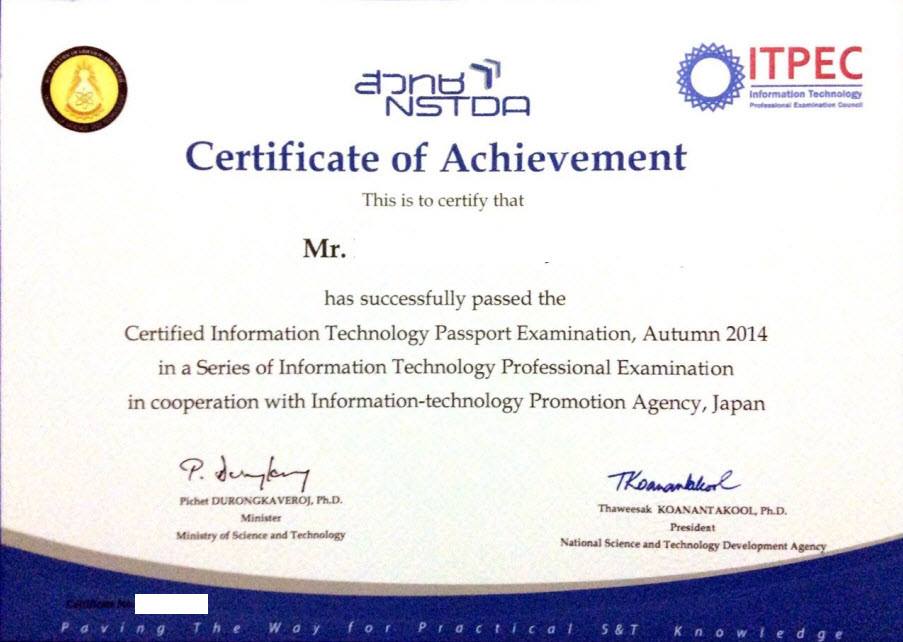 สวทช
NSTDA
ITPEC
Information Technology
Professional Examination Council
Certificate of Achievement
This is to certify that
Mr.
has successfully passed the
Certified Information Technology Passport Examination, Autumn 2014
in a Series of Information Technology Professional Examination
in cooperation with Information-technology Promotion Agency, Japan
Pichet DURONGKAVEROJ, Ph.D.
Minister
Ministry of Science and Technology
TKoanantakool
Thaweesak KOANANTAKOOL, Ph.D.
President
National Science and Technology Development Agency
Certificate No.
Paving The Way for Practical S&T Knowledge